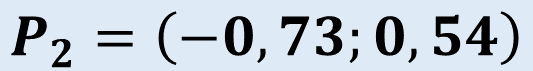 P₂ = (−0, 73; 0, 54)